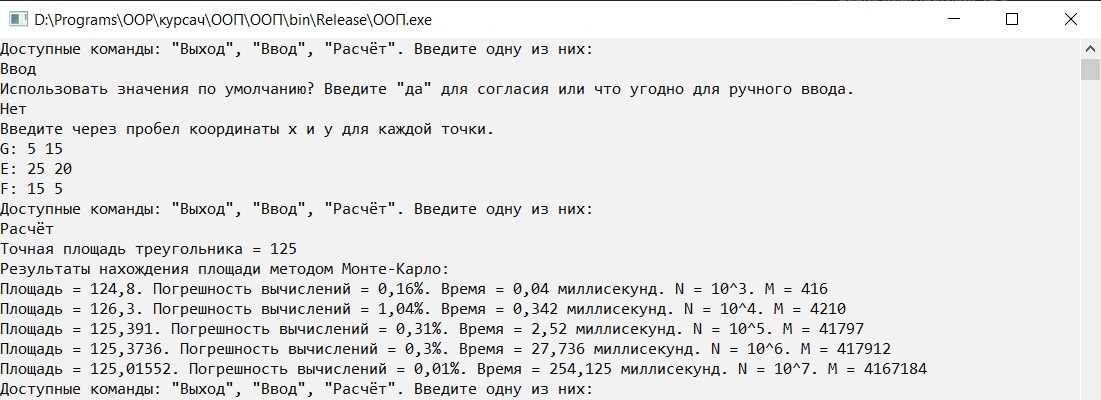 D:\Programs\OOP\курсач\ООП\ООП\bin\Release\ООП.exe
Доступные команды: "Выход", "Ввод", "Расчёт". Введите одну из них:
Ввод
Использовать значения по умолчанию? Введите "да" для согласия или что угодно для ручного ввода.
Нет
Введите через пробел координаты x и y для каждой точки.
G: 5 15
E: 25 20
F: 15 5
Доступные команды: "Выход", "Ввод", "Расчёт". Введите одну из них:
Расчёт
Точная площадь треугольника = 125
Результаты нахождения площади методом Монте-Карло:
Площадь = 124,8. Погрешность вычислений = 0,16%. Время = 0,04 миллисекунд. N = 10^3. M = 416
Площадь = 126,3. Погрешность вычислений = 1,04%. Время = 0,342 миллисекунд. N = 10^4. M = 4210
Площадь = 125,391. Погрешность вычислений = 0,31%. Время = 2,52 миллисекунд. N = 10^5. M = 41797
Площадь = 125,3736. Погрешность вычислений = 0,3%. Время = 27,736 миллисекунд. N = 10^6. M = 417912
Площадь = 125,01552. Погрешность вычислений = 0,01%. Время = 254,125 миллисекунд. N = 10^7. M = 4167184
Доступные команды: "Выход", "Ввод", "Расчёт". Введите одну из них: